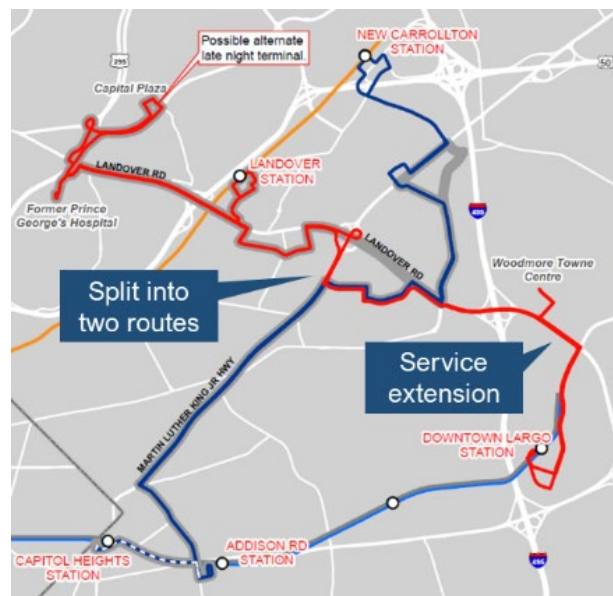 NEW CARROLLTON
STATION
50
Possible alternate
late night terminal.
295
Capital Plaza
LANDOVER RD
LANDOVER
STATION
Former Prince
George's Hospital
495
LANDOVER RD
Woodmore Towne
Centre
Split into
two routes
Service
extension
MARTIN LUTHER KING JR HWY
DOWNTOWN LARGO
STATION
CAPITOL HEIGHTS
STATION
ADDISON RD
STATION
495